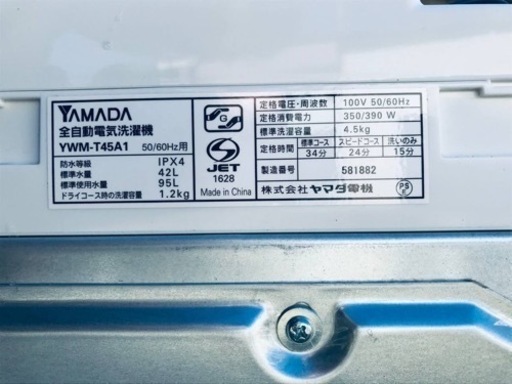 YAMADA
全自動電気洗濯機
YWM-T45A1 50/60Hz用
防水等級 IPX4
標準水量 42L
標準使用水量 95L
ドライコース時の洗濯容量 1.2kg
G
S
JET
1628
Made in China
定格電圧・周波数 100V 50/60Hz
定格消費電力 350/390 W
標準洗濯容量 4.5kg
定格時間 標準コース スピードコース 洗いのみ
34分 24分 15分
製造番号 581882
株式会社 ヤマダ電機
PS
E